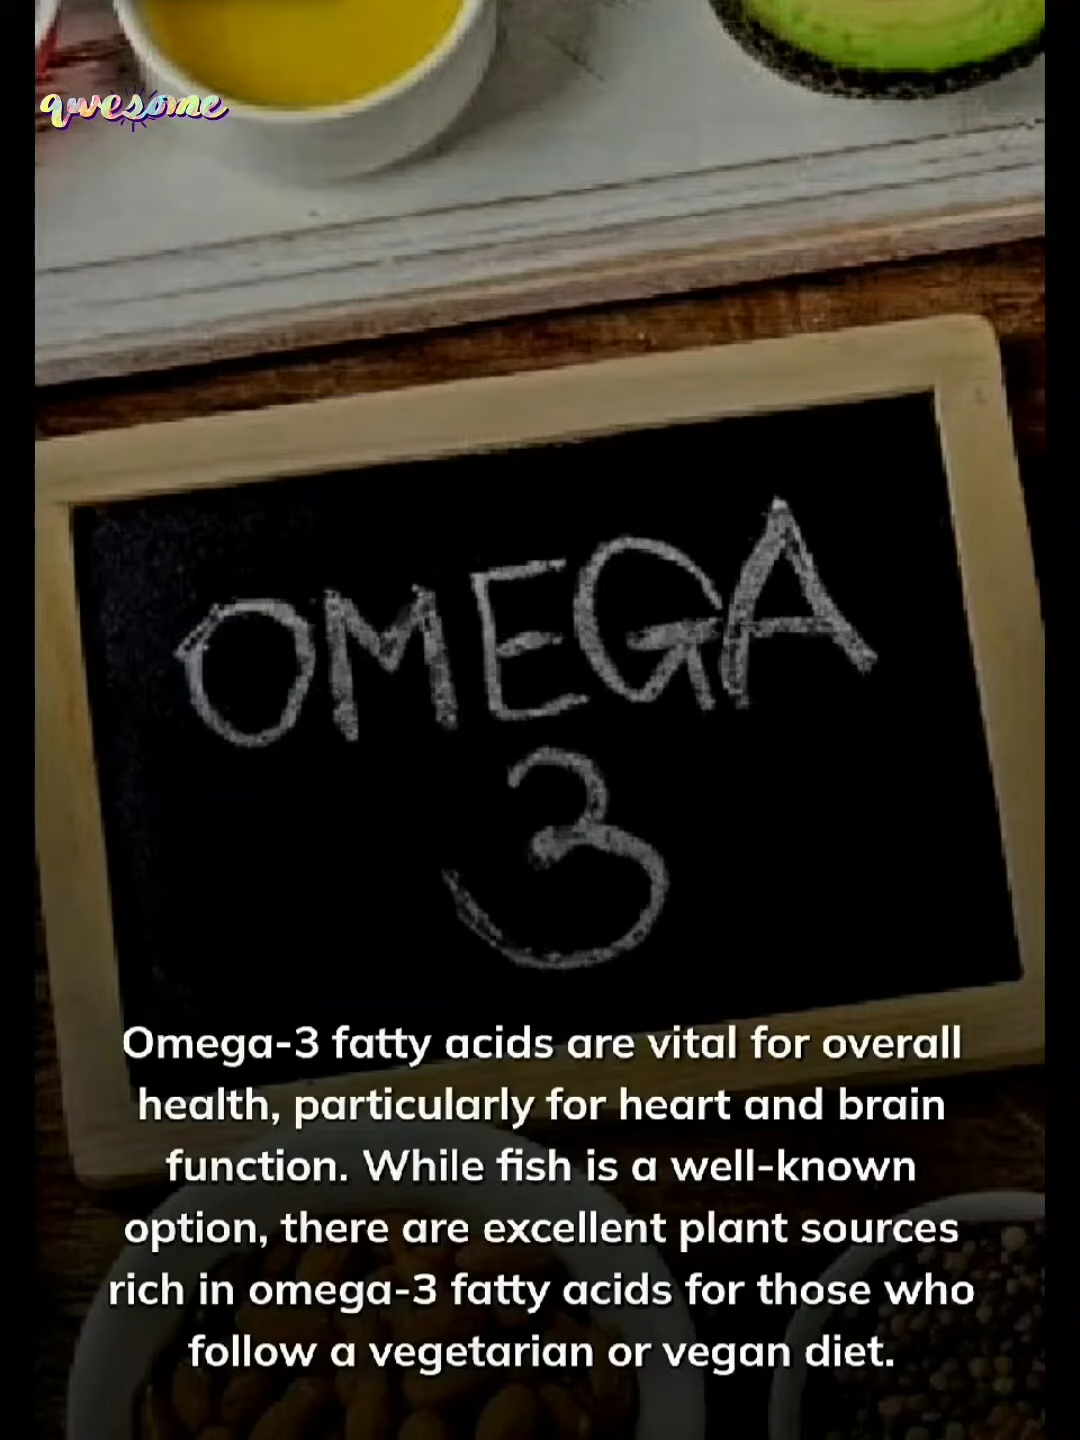 qwesome
OMEGA
3
Omega-3 fatty acids are vital for overall
health, particularly for heart and brain
function. While fish is a well-known
option, there are excellent plant sources
rich in omega-3 fatty acids for those who
follow a vegetarian or vegan diet.